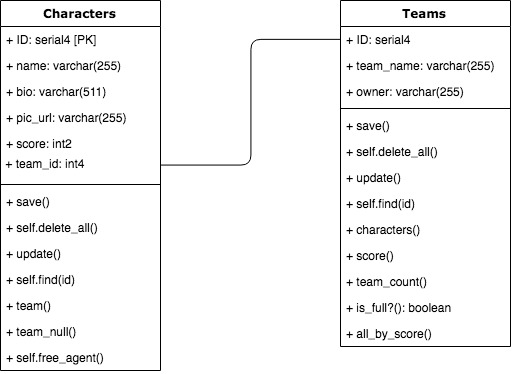 Characters
+ ID: serial4 [PK]
+ name: varchar(255)
+ bio: varchar(511)
+ pic_url: varchar(255)
+ score: int2
+ team_id: int4
+ save()
+ self.delete_all()
+ update()
+ self.find(id)
+ team()
+ team_null()
+ self.free_agent()
Teams
+ ID: serial4
+ team_name: varchar(255)
+ owner: varchar(255)
+ save()
+ self.delete_all()
+ update()
+ self.find(id)
+ characters()
+ score()
+ team_count()
+ is_full?(): boolean
+ all_by_score()